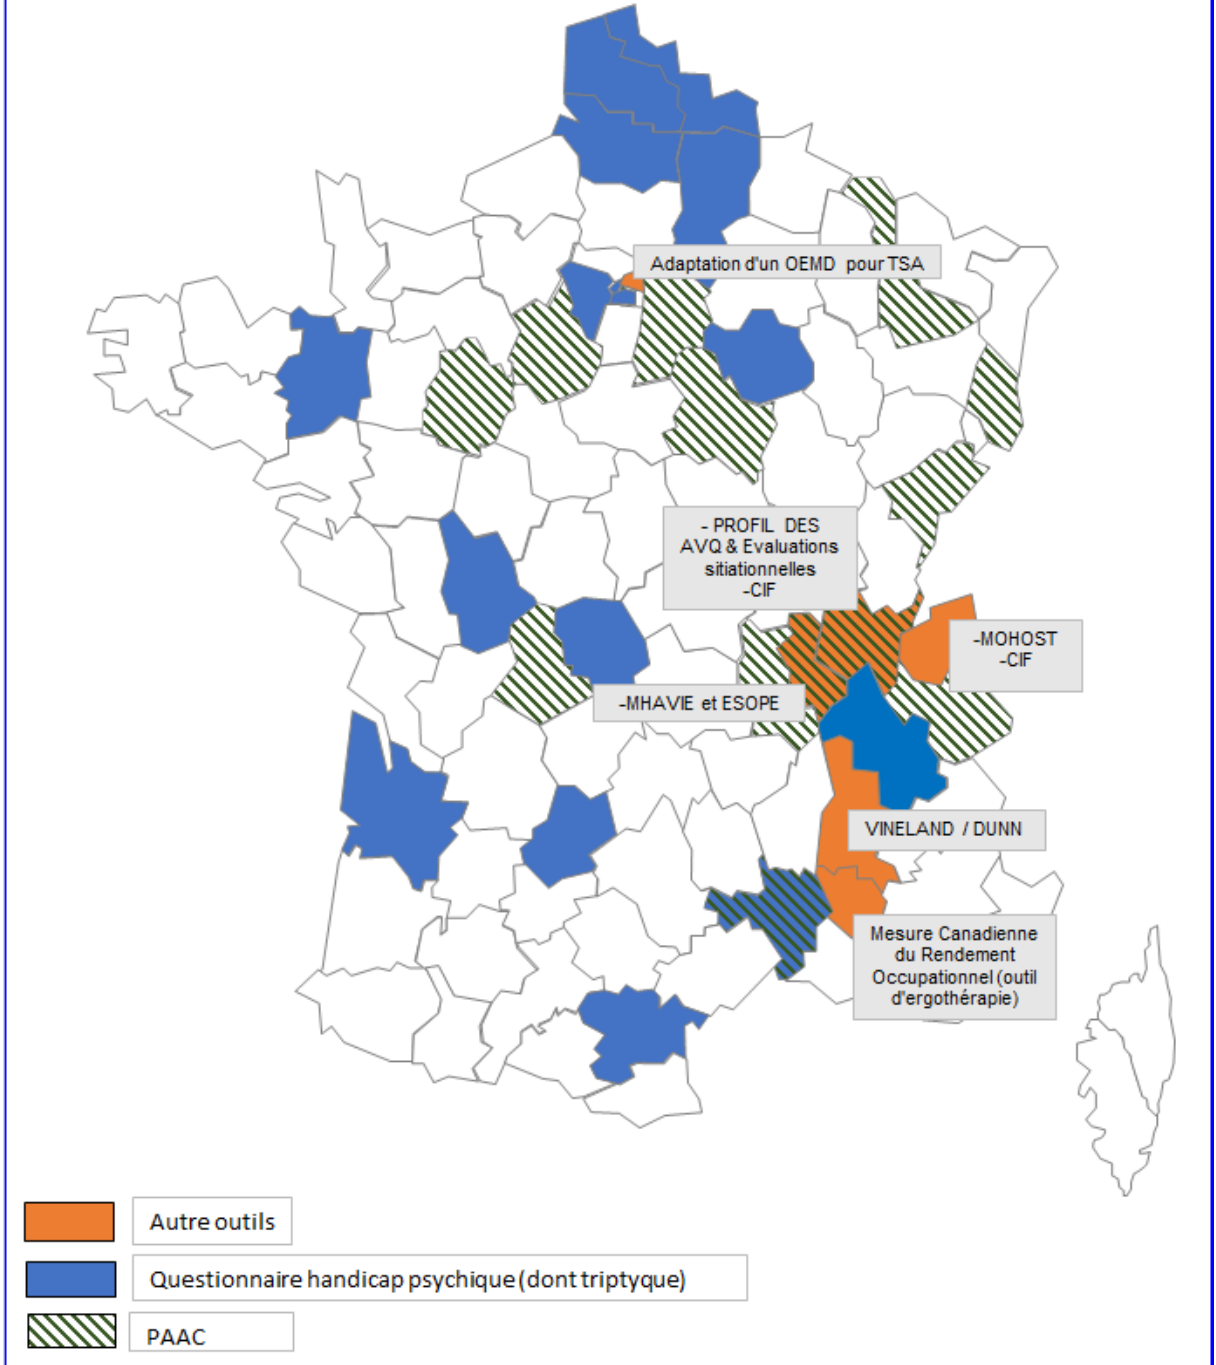 Adaptation d'un OEMD pour TSA
- PROFIL DES
AVQ & Evaluations
sitiationnelles
-CIF
-MOHOST
-CIF
-MHAVIE et ESOPE
VINELAND / DUNN
Mesure Canadienne
du Rendement
Occupationnel (outil
d'ergothérapie)
Autre outils
Questionnaire handicap psychique (dont triptyque)
PAAC